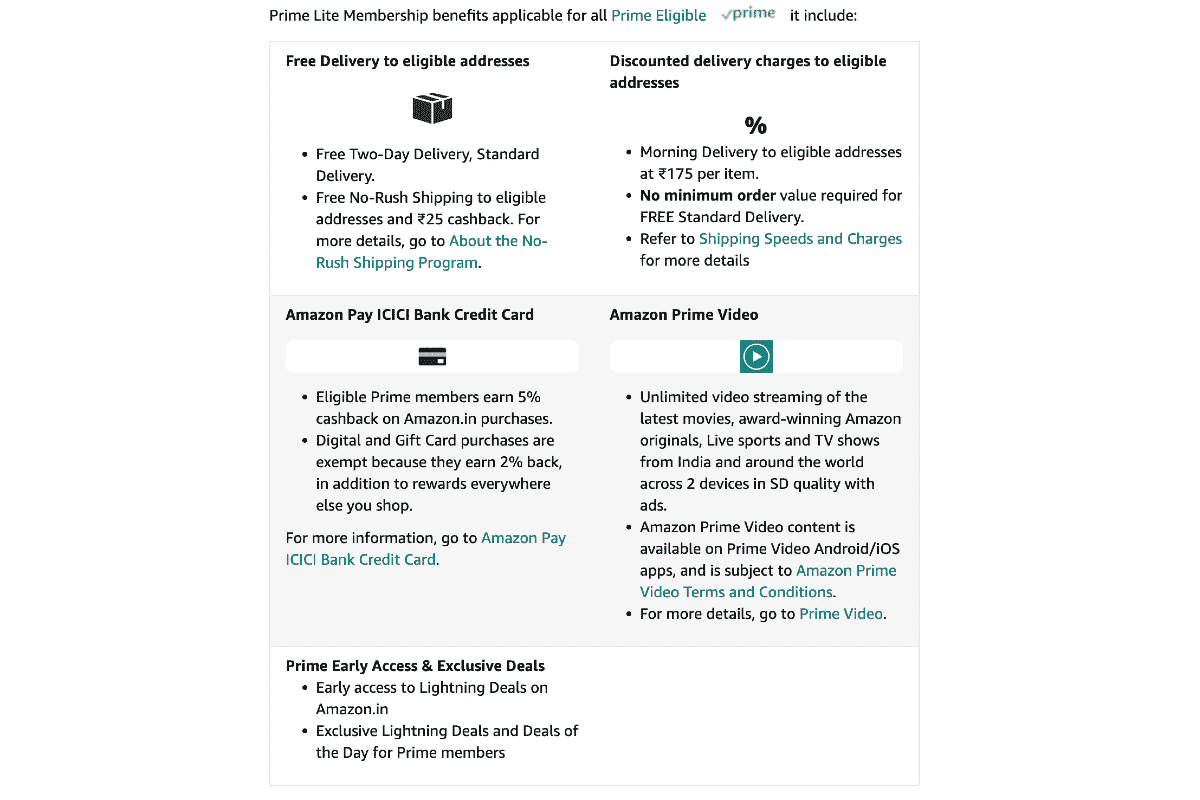 Prime Lite Membership benefits applicable for all Prime Eligible prime it include:
Free Delivery to eligible addresses
• Free Two-Day Delivery, Standard
Delivery.
• Free No-Rush Shipping to eligible
addresses and ₹25 cashback. For
more details, go to About the No-
Rush Shipping Program.
Discounted delivery charges to eligible
addresses
%
• Morning Delivery to eligible addresses
at ₹175 per item.
• No minimum order value required for
FREE Standard Delivery.
• Refer to Shipping Speeds and Charges
for more details
Amazon Pay ICICI Bank Credit Card
• Eligible Prime members earn 5%
cashback on Amazon.in purchases.
• Digital and Gift Card purchases are
exempt because they earn 2% back,
in addition to rewards everywhere
else you shop.
For more information, go to Amazon Pay
ICICI Bank Credit Card.
Amazon Prime Video
• Unlimited video streaming of the
latest movies, award-winning Amazon
originals, Live sports and TV shows
from India and around the world
across 2 devices in SD quality with
ads.
• Amazon Prime Video content is
available on Prime Video Android/iOS
apps, and is subject to Amazon Prime
Video Terms and Conditions.
• For more details, go to Prime Video.
Prime Early Access & Exclusive Deals
• Early access to Lightning Deals on
Amazon.in
• Exclusive Lightning Deals and Deals of
the Day for Prime members